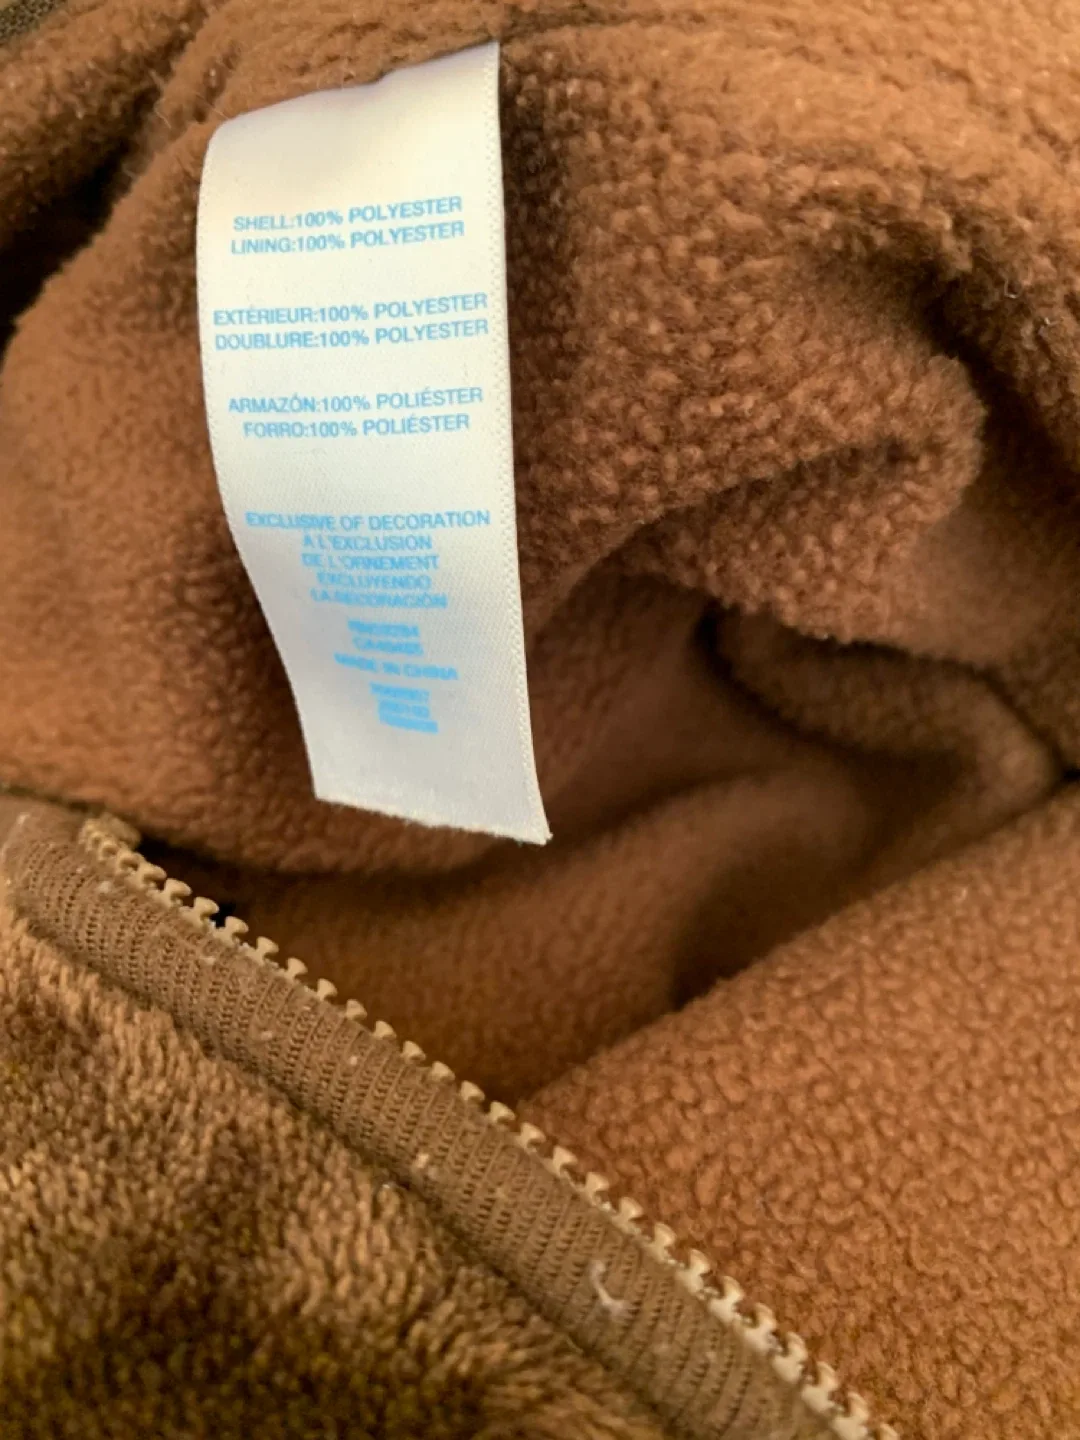 SHELL:100% POLYESTER
LINING:100% POLYESTER
EXTÉRIEUR:100% POLYESTER
DOUBLURE:100% POLYESTER
ARMAZÓN:100% POLIÉSTER
FORRO:100% POLIÉSTER
EXCLUSIVE OF DECORATION
À L'EXCLUSION
DE L'ORNEMENT
EXCLUYENDO
LA DECORACIÓN
MADE IN CHINA